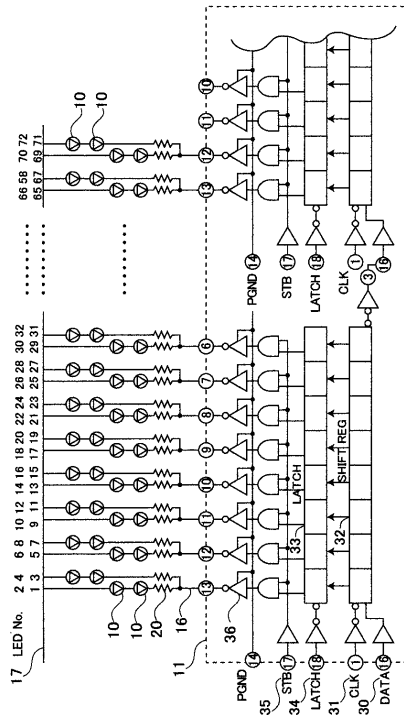 17
LED No.
2 4 6 8 10 12 14 16 18 20 22 24 26 28 30 32 66 58 70 72
1 3 5 7 9 11 13 15 17 19 21 23 25 27 29 31 65 67 69 71
10
10
10
10
20
16
11
13 12 11 10 9 8 7 6 13 12 11 10
36
PGND 14
PGND 14
35
STB 17
STB 17
34
LATCH 18
33
LATCH
LATCH 18
31
CLK 1
32
SHIFT REG
CLK 1
30
DATA 16
3
16